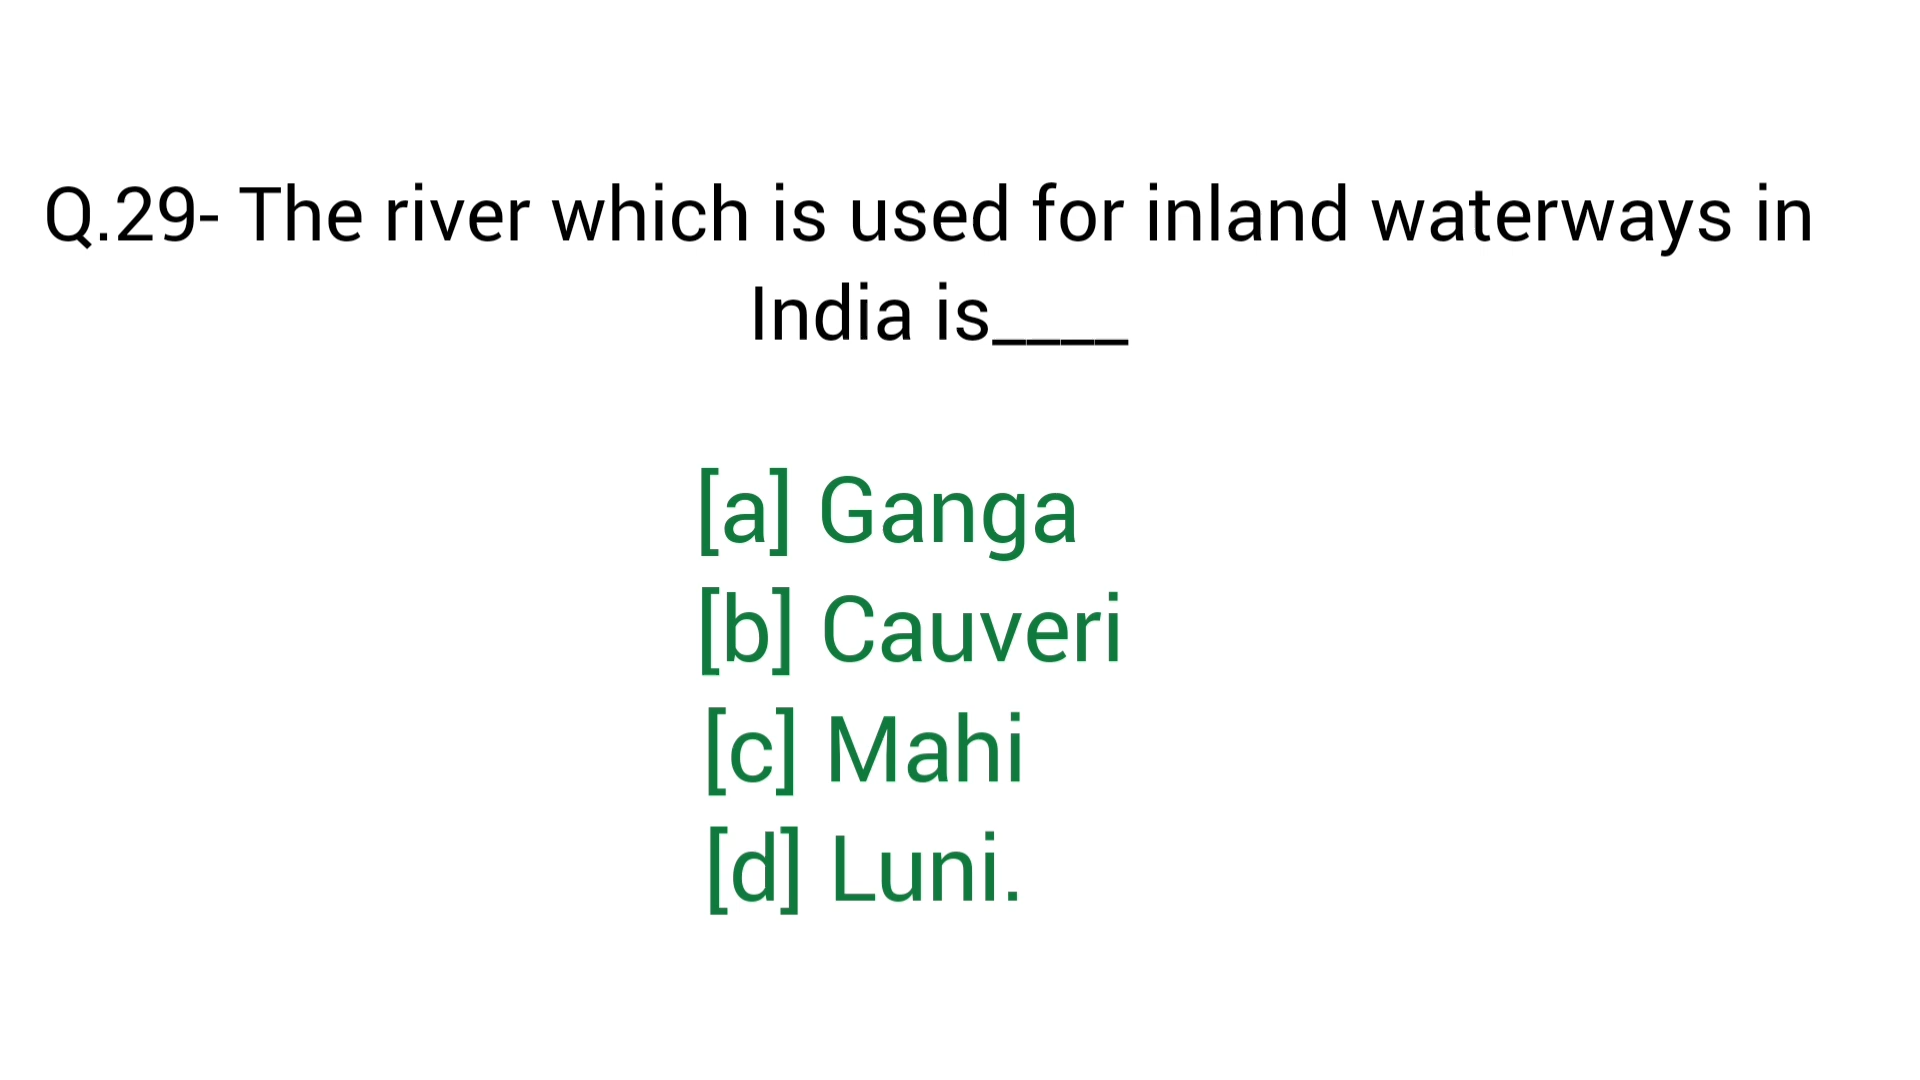 Q.29- The river which is used for inland waterways in
India is____
[a] Ganga
[b] Cauveri
[c] Mahi
[d] Luni.